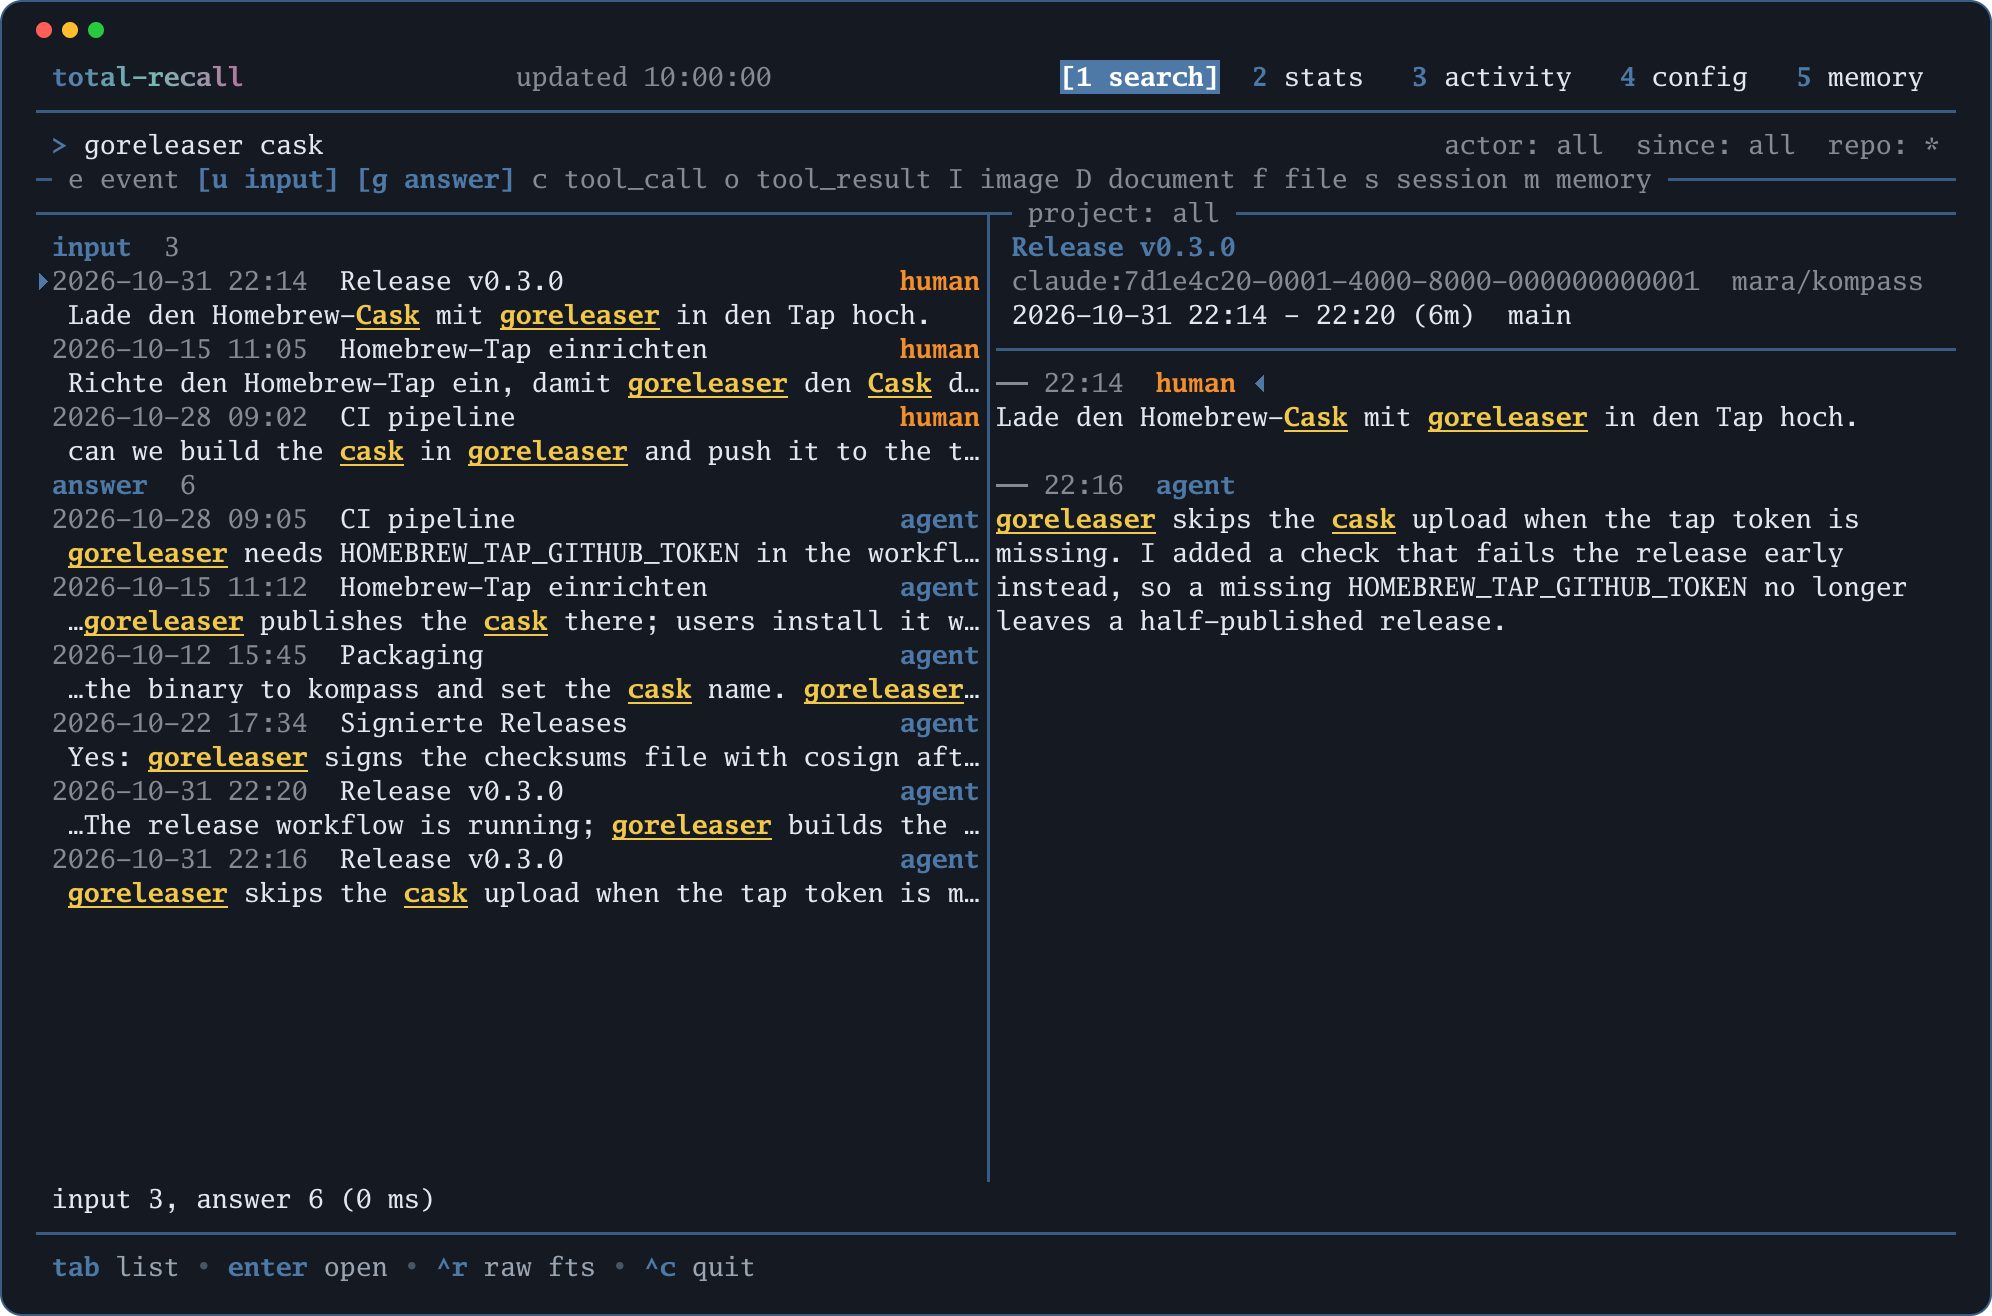 total-recall updated 10:00:00 [1 search] 2 stats 3 activity 4 config 5 memory
> goreleaser cask actor: all since: all repo: *
e event [u input] [g answer] c tool_call o tool_result I image D document f file s session m memory
project: all
input 3
2026-10-31 22:14 Release v0.3.0 human
Lade den Homebrew-Cask mit goreleaser in den Tap hoch.
2026-10-15 11:05 Homebrew-Tap einrichten human
Richte den Homebrew-Tap ein, damit goreleaser den Cask d…
2026-10-28 09:02 CI pipeline human
can we build the cask in goreleaser and push it to the t…
answer 6
2026-10-28 09:05 CI pipeline agent
goreleaser needs HOMEBREW_TAP_GITHUB_TOKEN in the workfl…
2026-10-15 11:12 Homebrew-Tap einrichten agent
…goreleaser publishes the cask there; users install it w…
2026-10-12 15:45 Packaging agent
…the binary to kompass and set the cask name. goreleaser…
2026-10-22 17:34 Signierte Releases agent
Yes: goreleaser signs the checksums file with cosign aft…
2026-10-31 22:20 Release v0.3.0 agent
…The release workflow is running; goreleaser builds the …
2026-10-31 22:16 Release v0.3.0 agent
goreleaser skips the cask upload when the tap token is m…
Release v0.3.0
claude:7d1e4c20-0001-4000-8000-000000000001 mara/kompass
2026-10-31 22:14 - 22:20 (6m) main
22:14 human
Lade den Homebrew-Cask mit goreleaser in den Tap hoch.
22:16 agent
goreleaser skips the cask upload when the tap token is
missing. I added a check that fails the release early
instead, so a missing HOMEBREW_TAP_GITHUB_TOKEN no longer
leaves a half-published release.
input 3, answer 6 (0 ms)
tab list • enter open • ^r raw fts • ^c quit